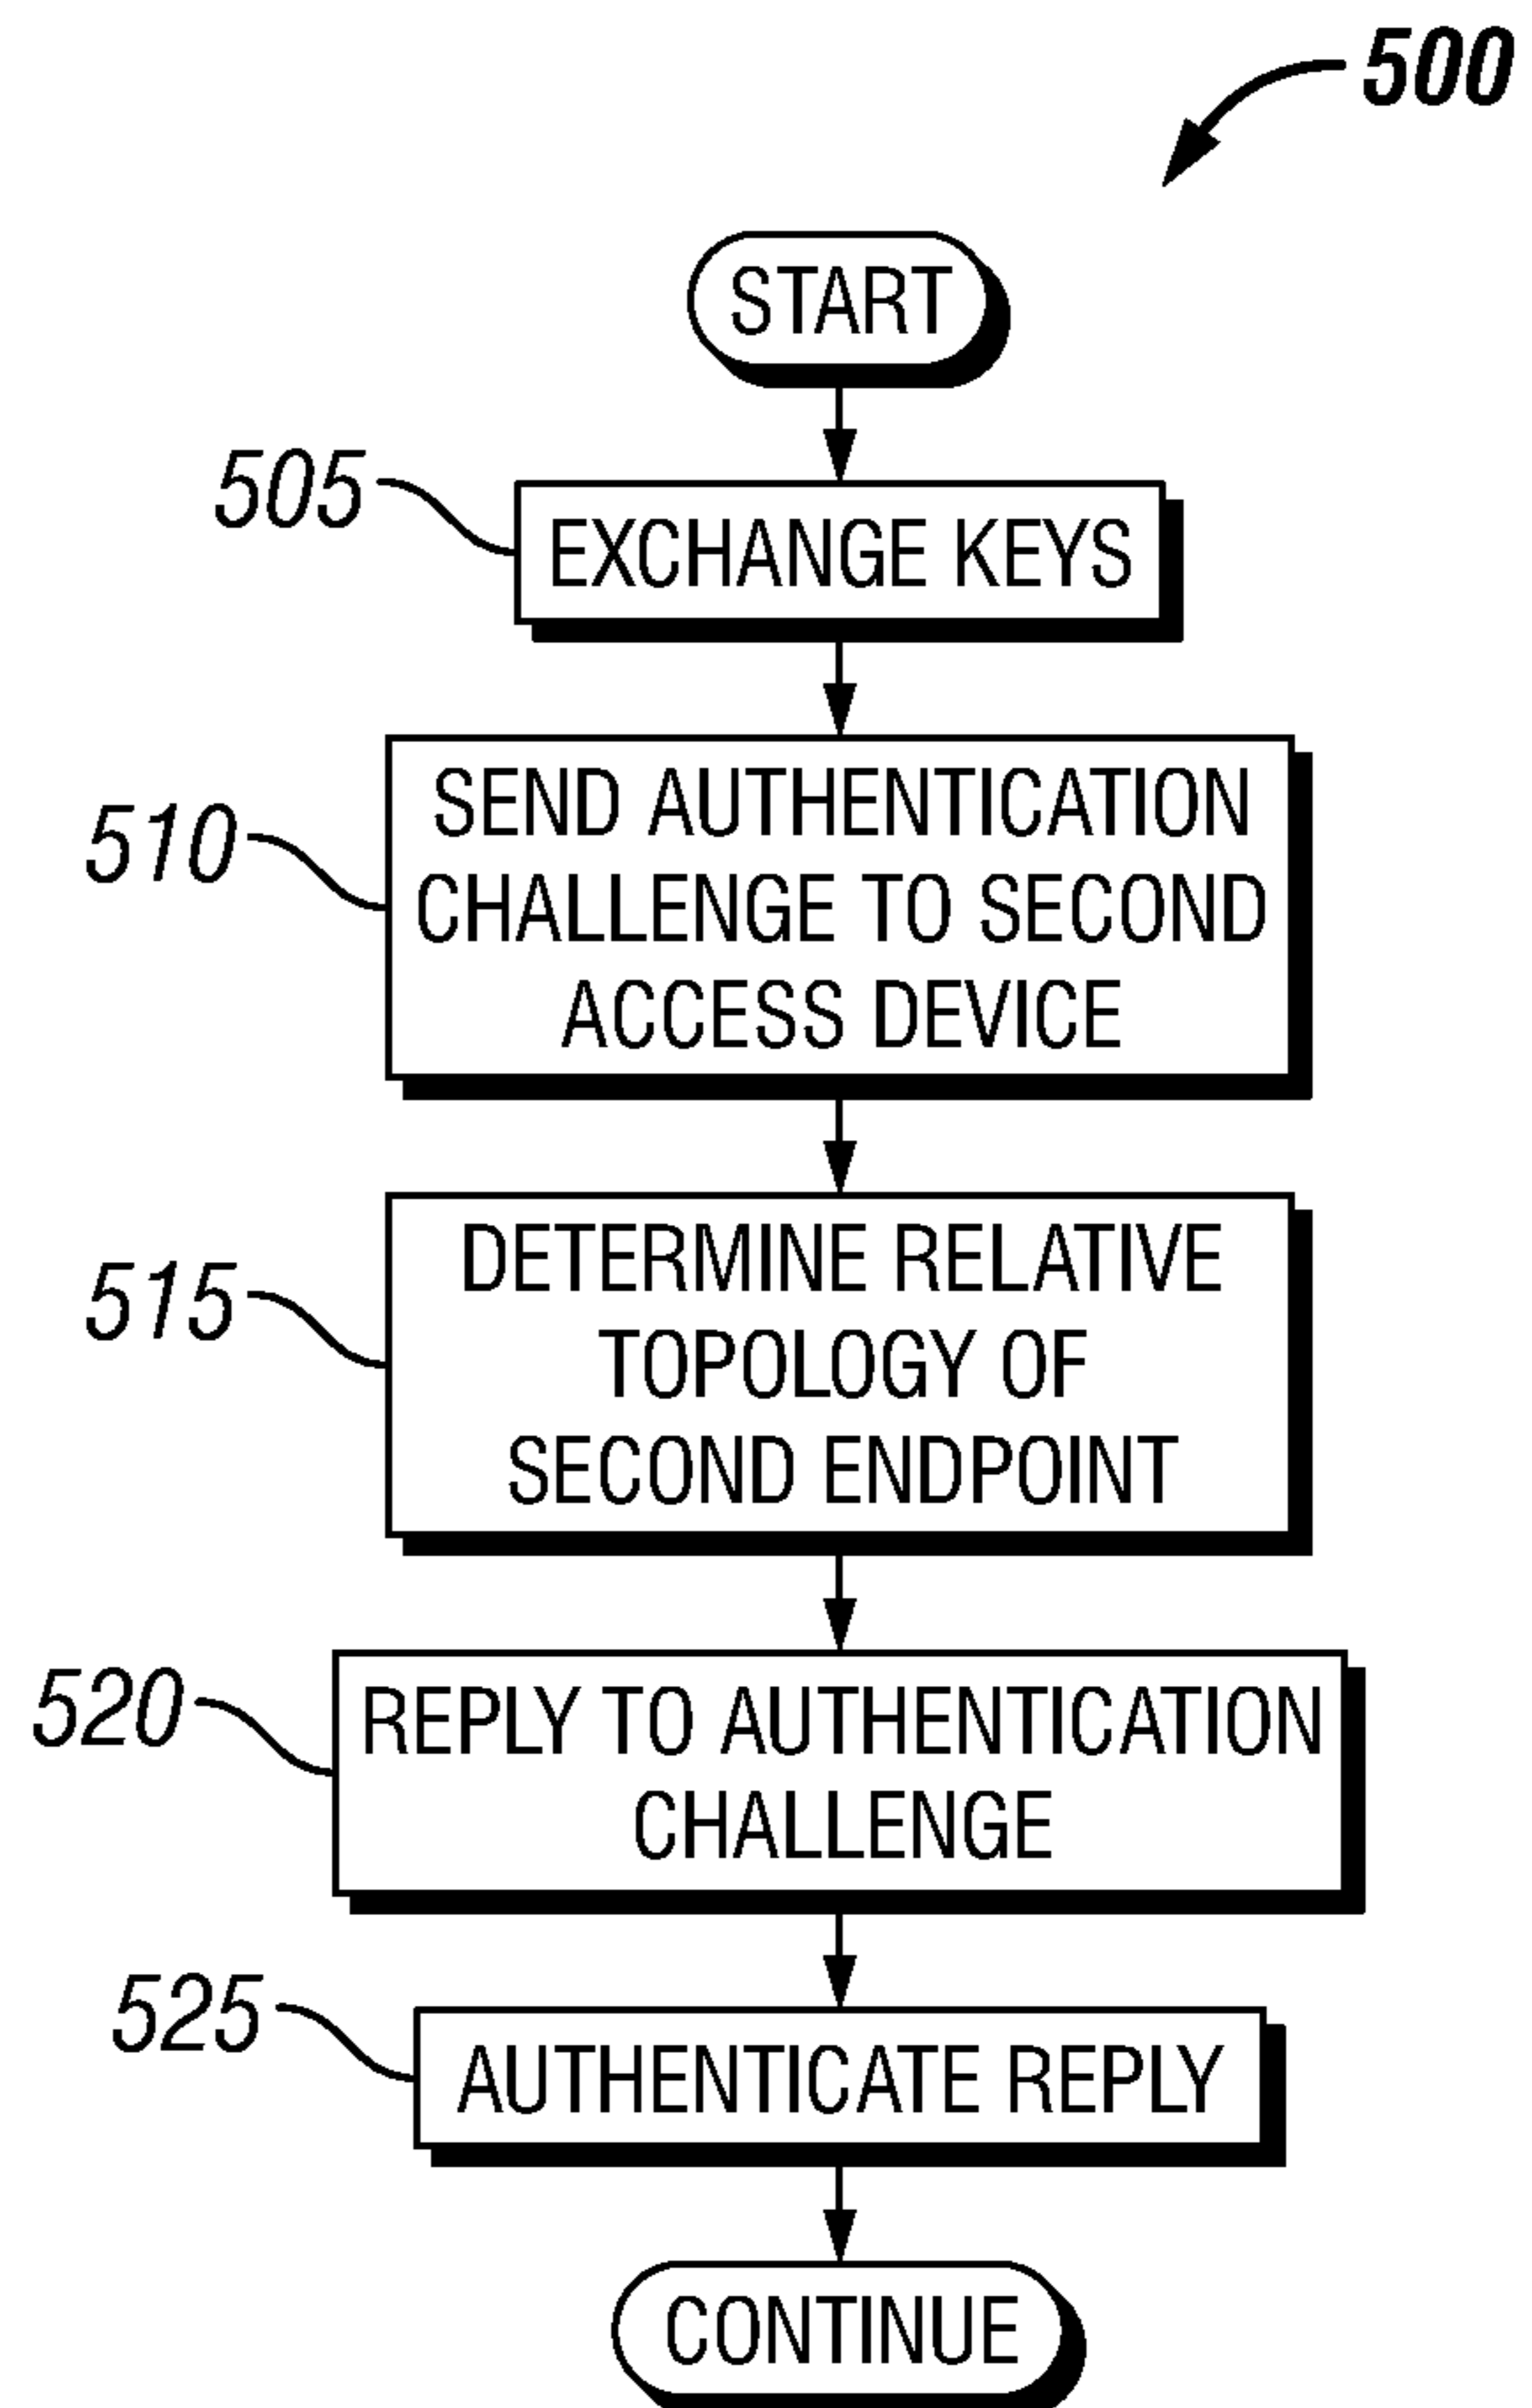 500
START
505
EXCHANGE KEYS
510
SEND AUTHENTICATION
CHALLENGE TO SECOND
ACCESS DEVICE
515
DETERMINE RELATIVE
TOPOLOGY OF
SECOND ENDPOINT
520
REPLY TO AUTHENTICATION
CHALLENGE
525
AUTHENTICATE REPLY
CONTINUE